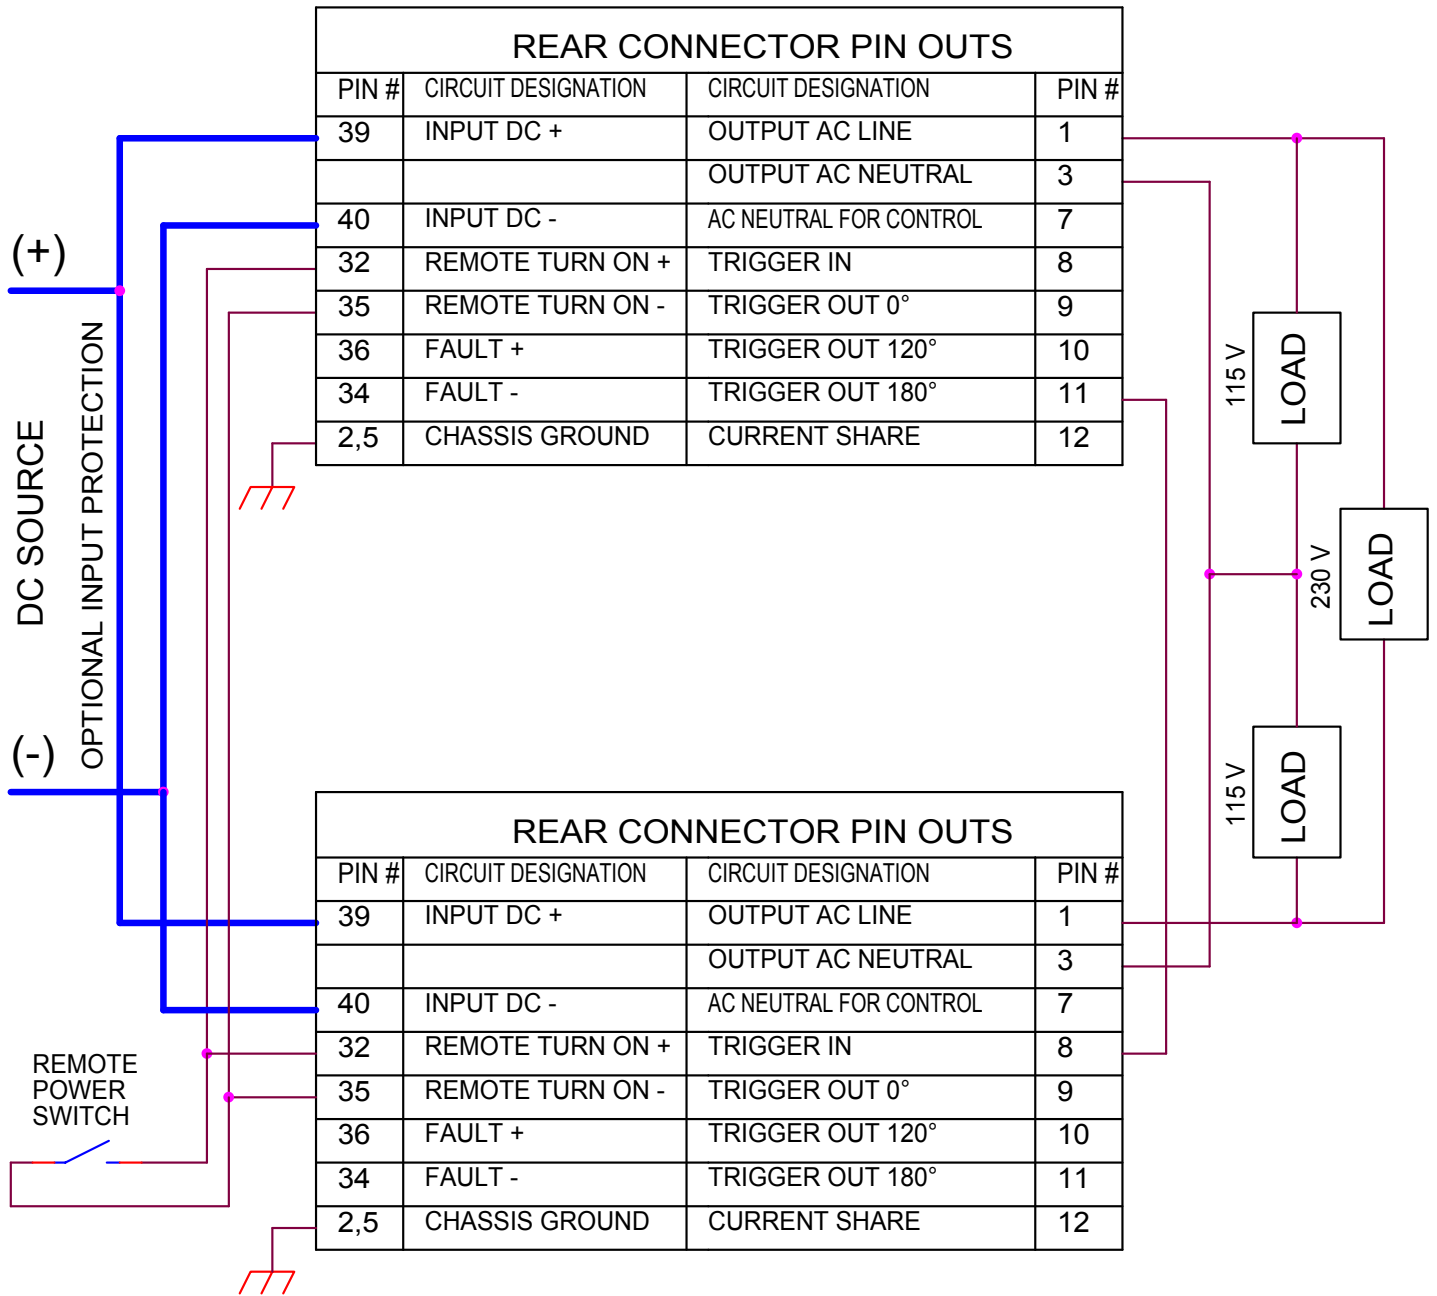 REAR CONNECTOR PIN OUTS
PIN # CIRCUIT DESIGNATION CIRCUIT DESIGNATION PIN #
39 INPUT DC + OUTPUT AC LINE 1
OUTPUT AC NEUTRAL 3
40 INPUT DC - AC NEUTRAL FOR CONTROL 7
32 REMOTE TURN ON + TRIGGER IN 8
35 REMOTE TURN ON - TRIGGER OUT 0° 9
36 FAULT + TRIGGER OUT 120° 10
34 FAULT - TRIGGER OUT 180° 11
2,5 CHASSIS GROUND CURRENT SHARE 12
(+)
DC SOURCE
OPTIONAL INPUT PROTECTION
(-)
115 V
LOAD
230 V
LOAD
115 V
LOAD
REAR CONNECTOR PIN OUTS
PIN # CIRCUIT DESIGNATION CIRCUIT DESIGNATION PIN #
39 INPUT DC + OUTPUT AC LINE 1
OUTPUT AC NEUTRAL 3
40 INPUT DC - AC NEUTRAL FOR CONTROL 7
32 REMOTE TURN ON + TRIGGER IN 8
35 REMOTE TURN ON - TRIGGER OUT 0° 9
36 FAULT + TRIGGER OUT 120° 10
34 FAULT - TRIGGER OUT 180° 11
2,5 CHASSIS GROUND CURRENT SHARE 12
REMOTE
POWER
SWITCH